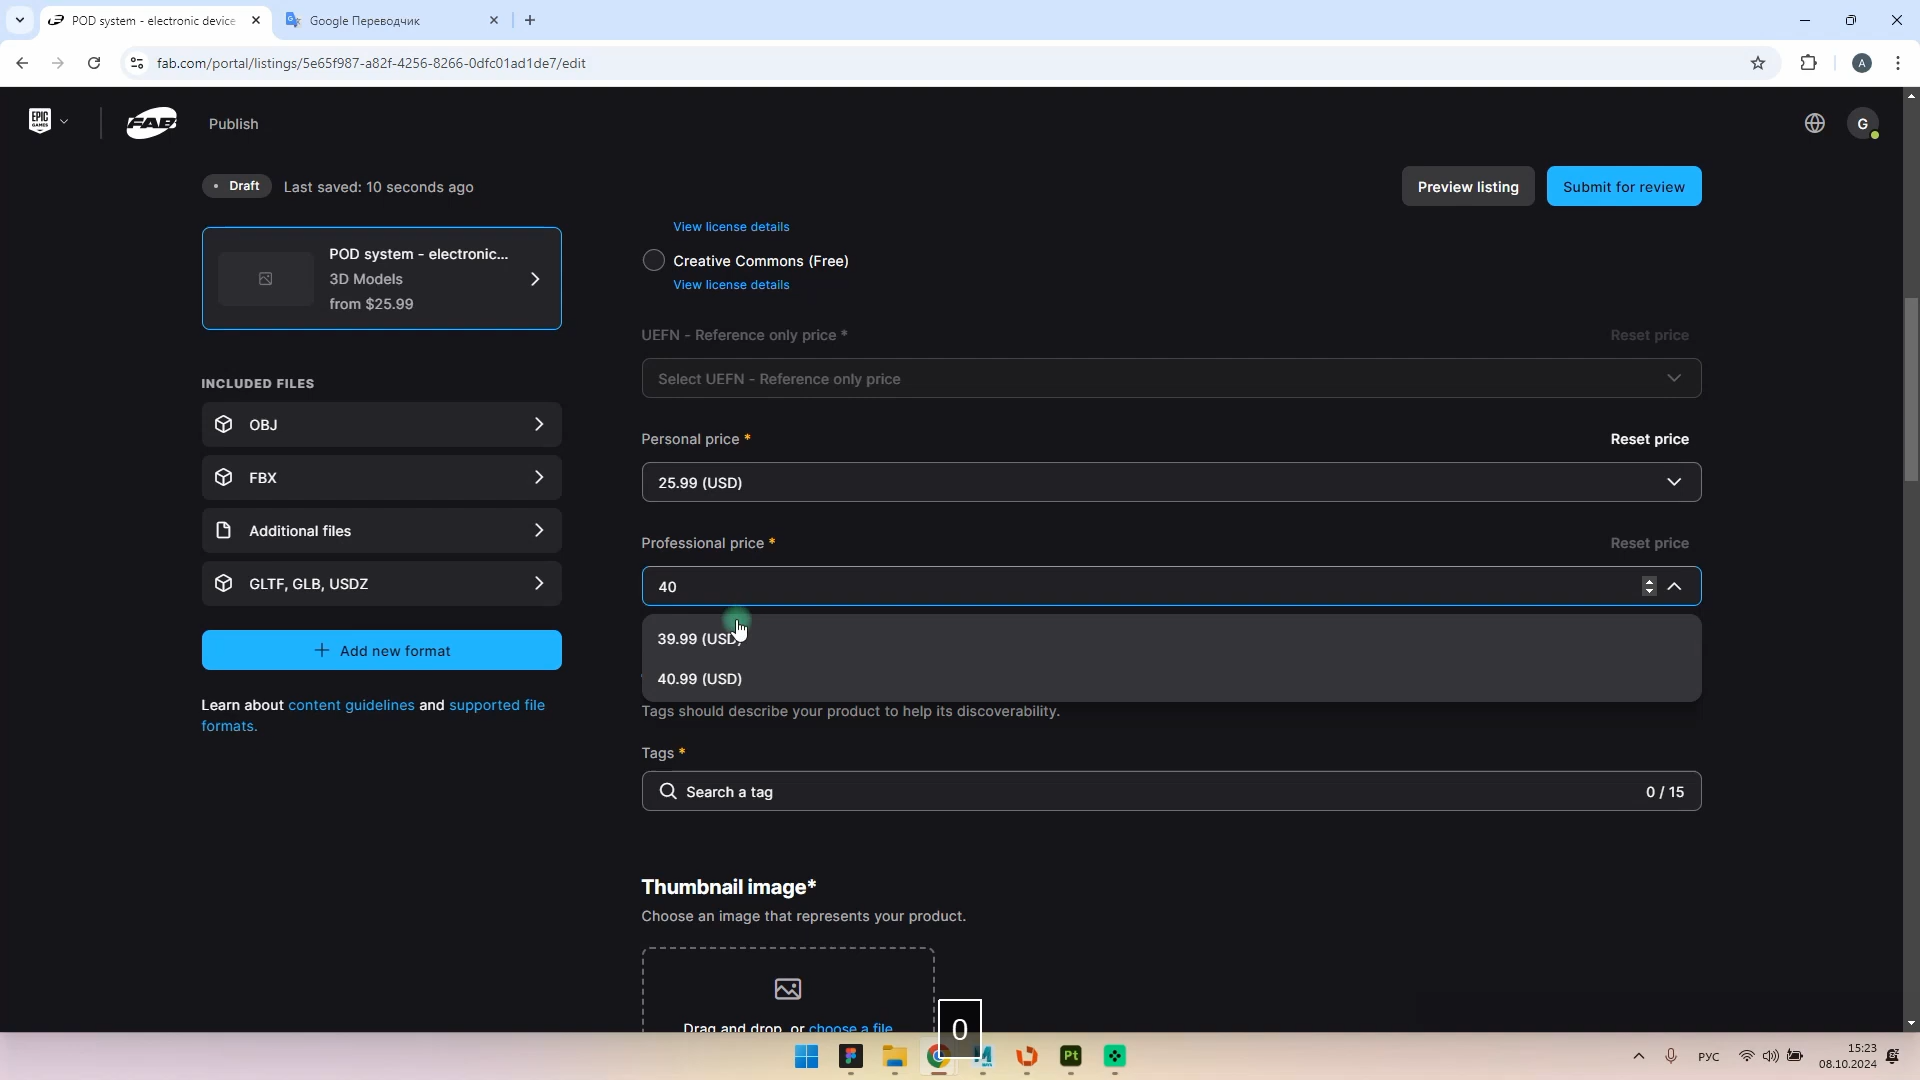 POD system - electronic device
Google Переводчик
fab.com/portal/listings/5e65f987-a82f-4256-8266-0dfc01ad1de7/edit
A
EPIC
GAMES
FAB
Publish
G
Draft
Last saved: 10 seconds ago
Preview listing
Submit for review
POD system - electronic...
3D Models
from $25.99
INCLUDED FILES
OBJ
FBX
Additional files
GLTF, GLB, USDZ
Add new format
Learn about content guidelines and supported file
formats.
View license details
Creative Commons (Free)
View license details
UEFN - Reference only price *
Reset price
Select UEFN - Reference only price
Personal price *
Reset price
25.99 (USD)
Professional price *
Reset price
40
39.99 (USD)
40.99 (USD)
Tags should describe your product to help its discoverability.
Tags *
Search a tag
0 / 15
Thumbnail image*
Choose an image that represents your product.
Drag and drop, or choose a file
0
Pt
РУС
15:23
08.10.2024